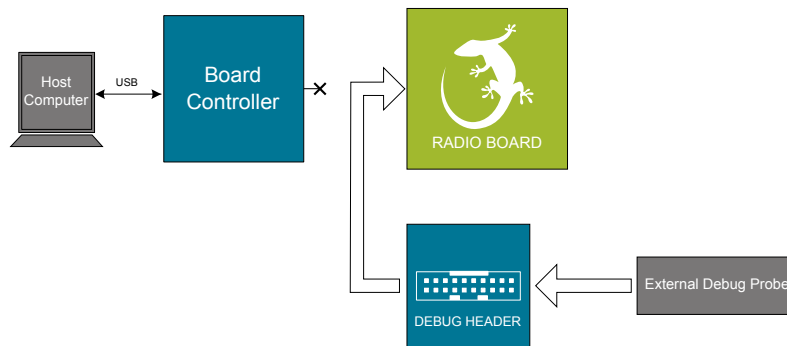 Host
Computer
USB
Board
Controller
RADIO BOARD
DEBUG HEADER
External Debug Probe